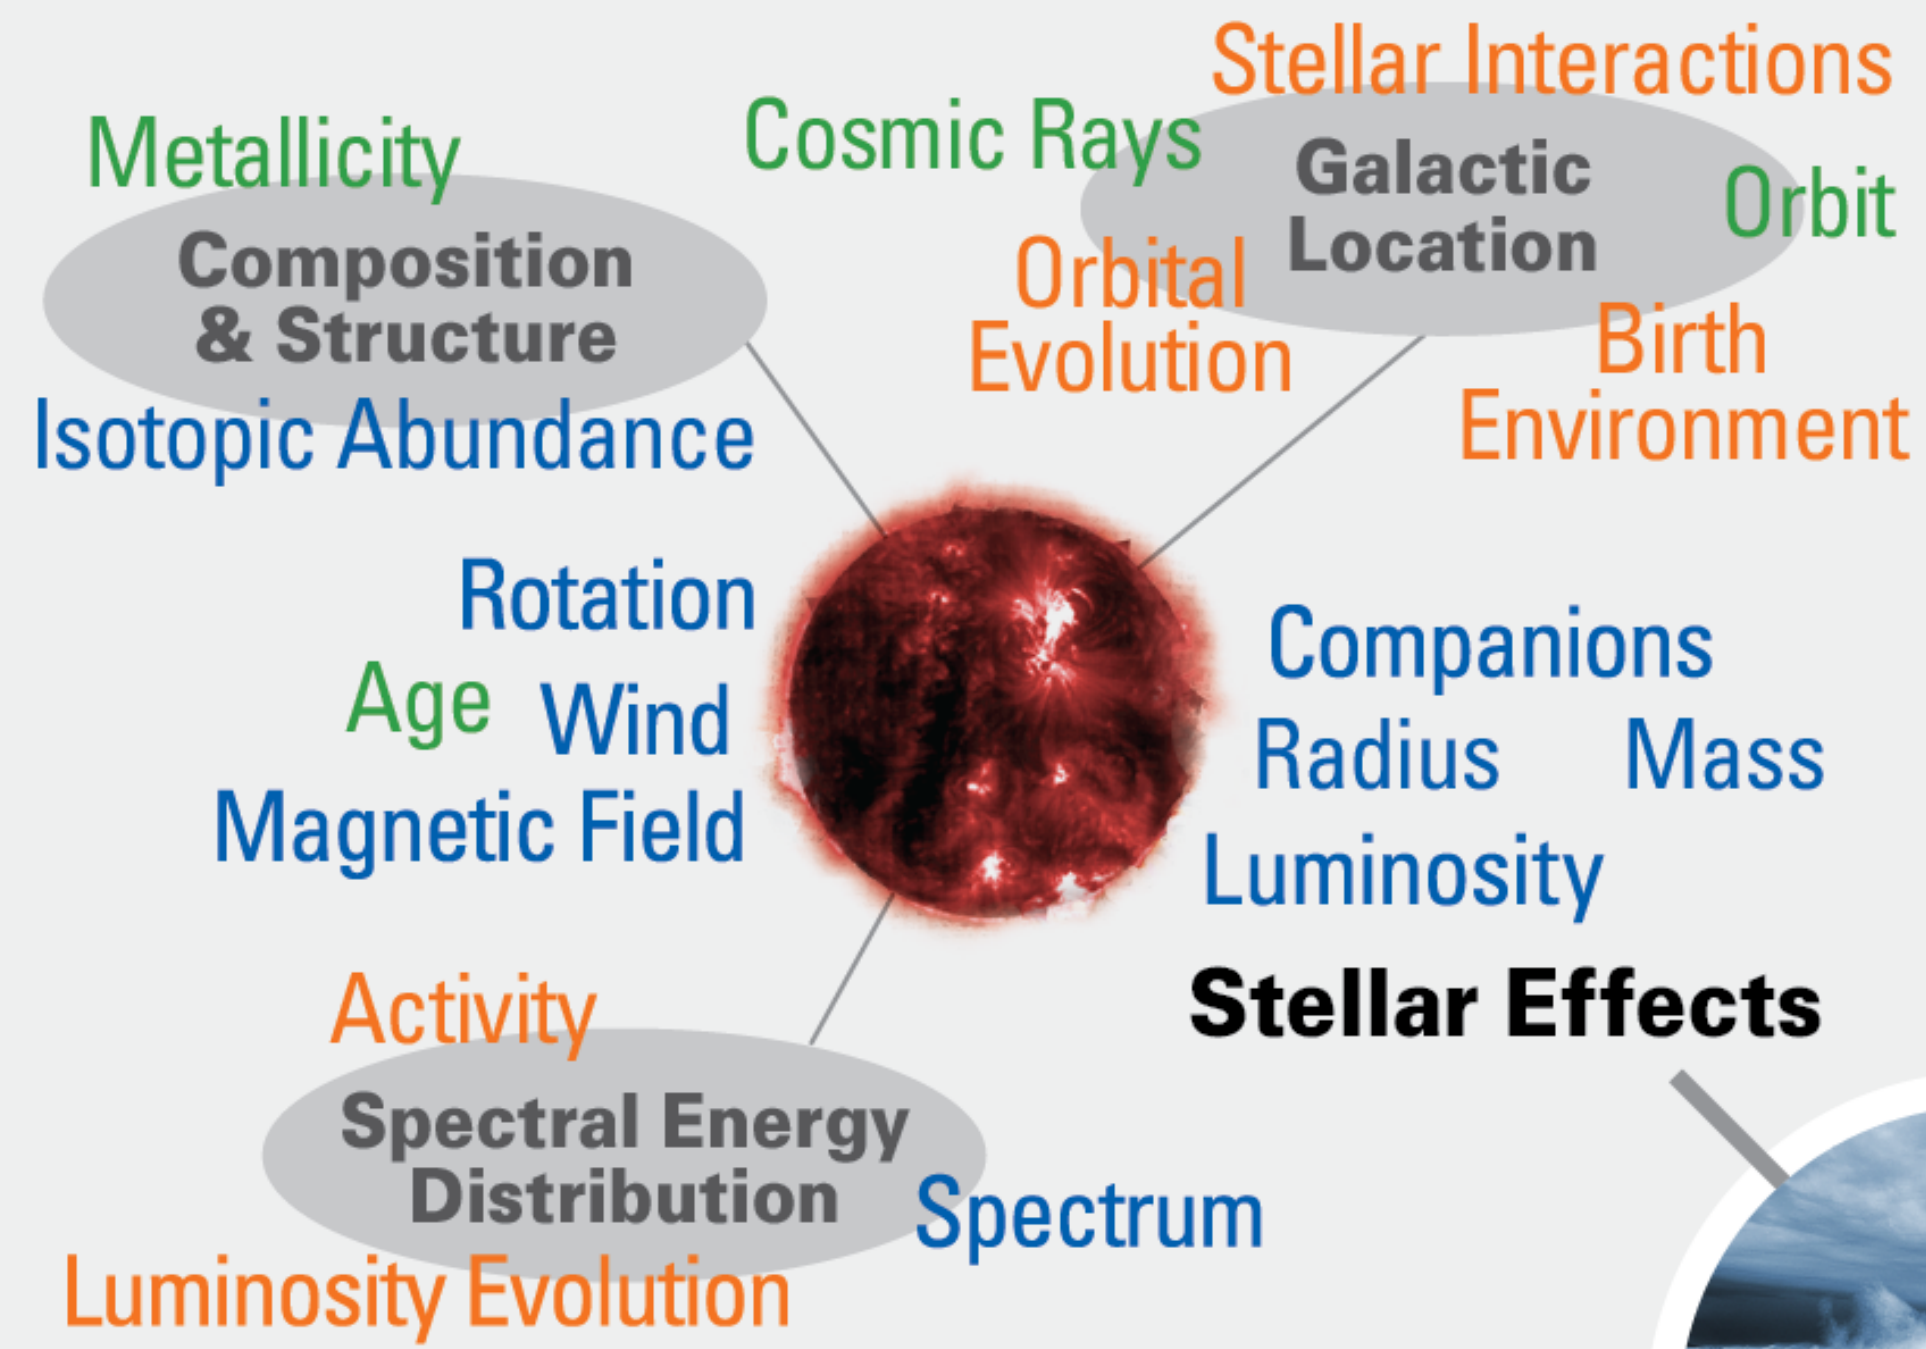 Stellar Interactions
Metallicity
Cosmic Rays
Galactic
Location
Orbit
Composition
& Structure
Orbital
Evolution
Birth
Environment
Isotopic Abundance
Rotation
Companions
Age
Wind
Radius
Mass
Magnetic Field
Luminosity
Activity
Stellar Effects
Spectral Energy
Distribution
Spectrum
Luminosity Evolution